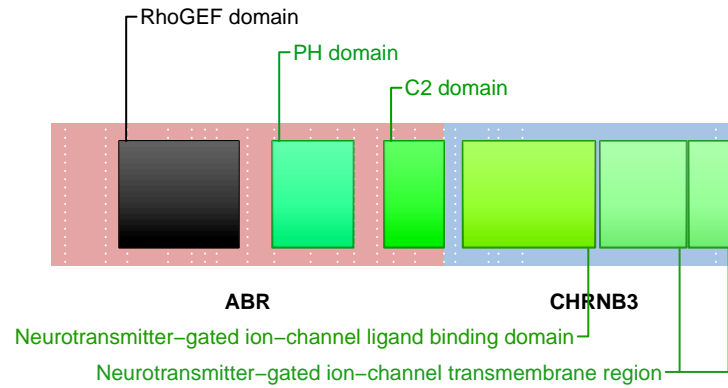 RhoGEF domain
PH domain
C2 domain
ABR
CHRNB3
Neurotransmitter−gated ion−channel ligand binding domain
Neurotransmitter−gated ion−channel transmembrane region